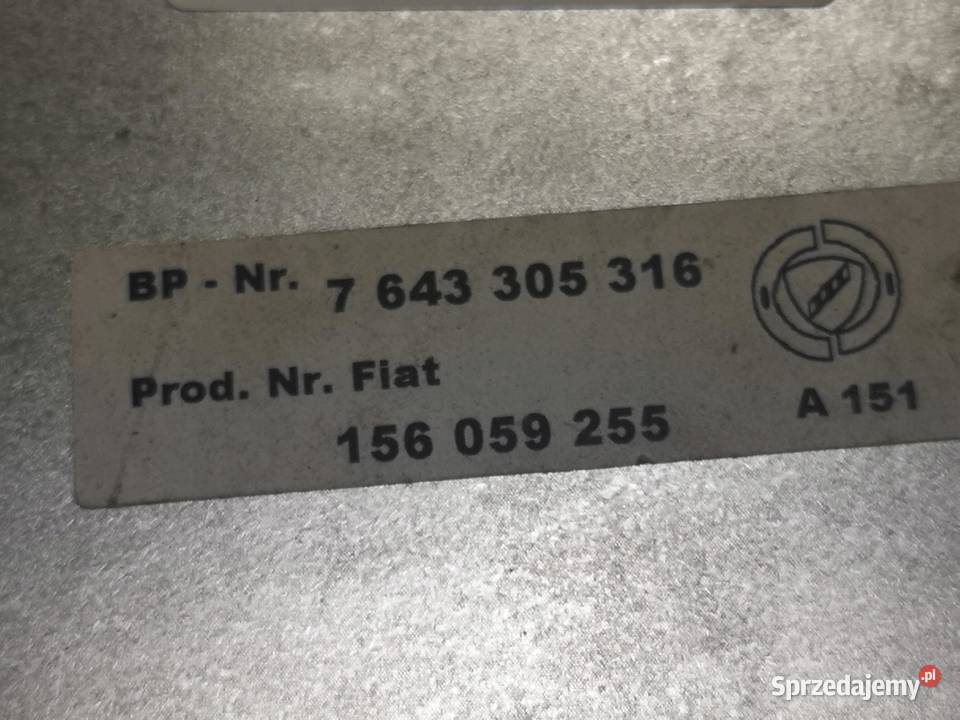 BP - Nr. 7 643 305 316
Prod. Nr. Fiat
156 059 255
A 151
Sprzedajemy.pl